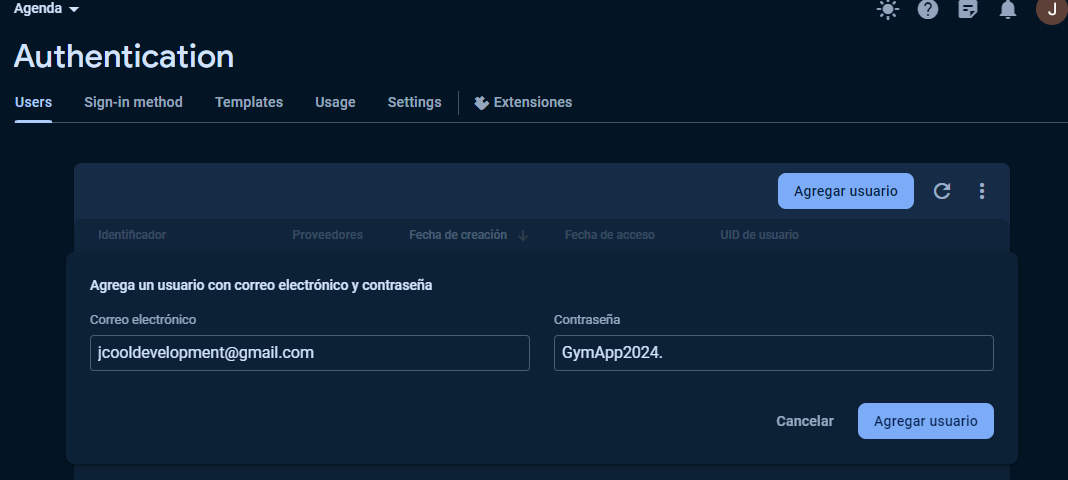 Agenda
J
Authentication
Users Sign-in method Templates Usage Settings Extensiones
Agregar usuario
Identificador Proveedores Fecha de creación Fecha de acceso UID de usuario
Agrega un usuario con correo electrónico y contraseña
Correo electrónico Contraseña
jcooldevelopment@gmail.com GymApp2024.
Cancelar Agregar usuario